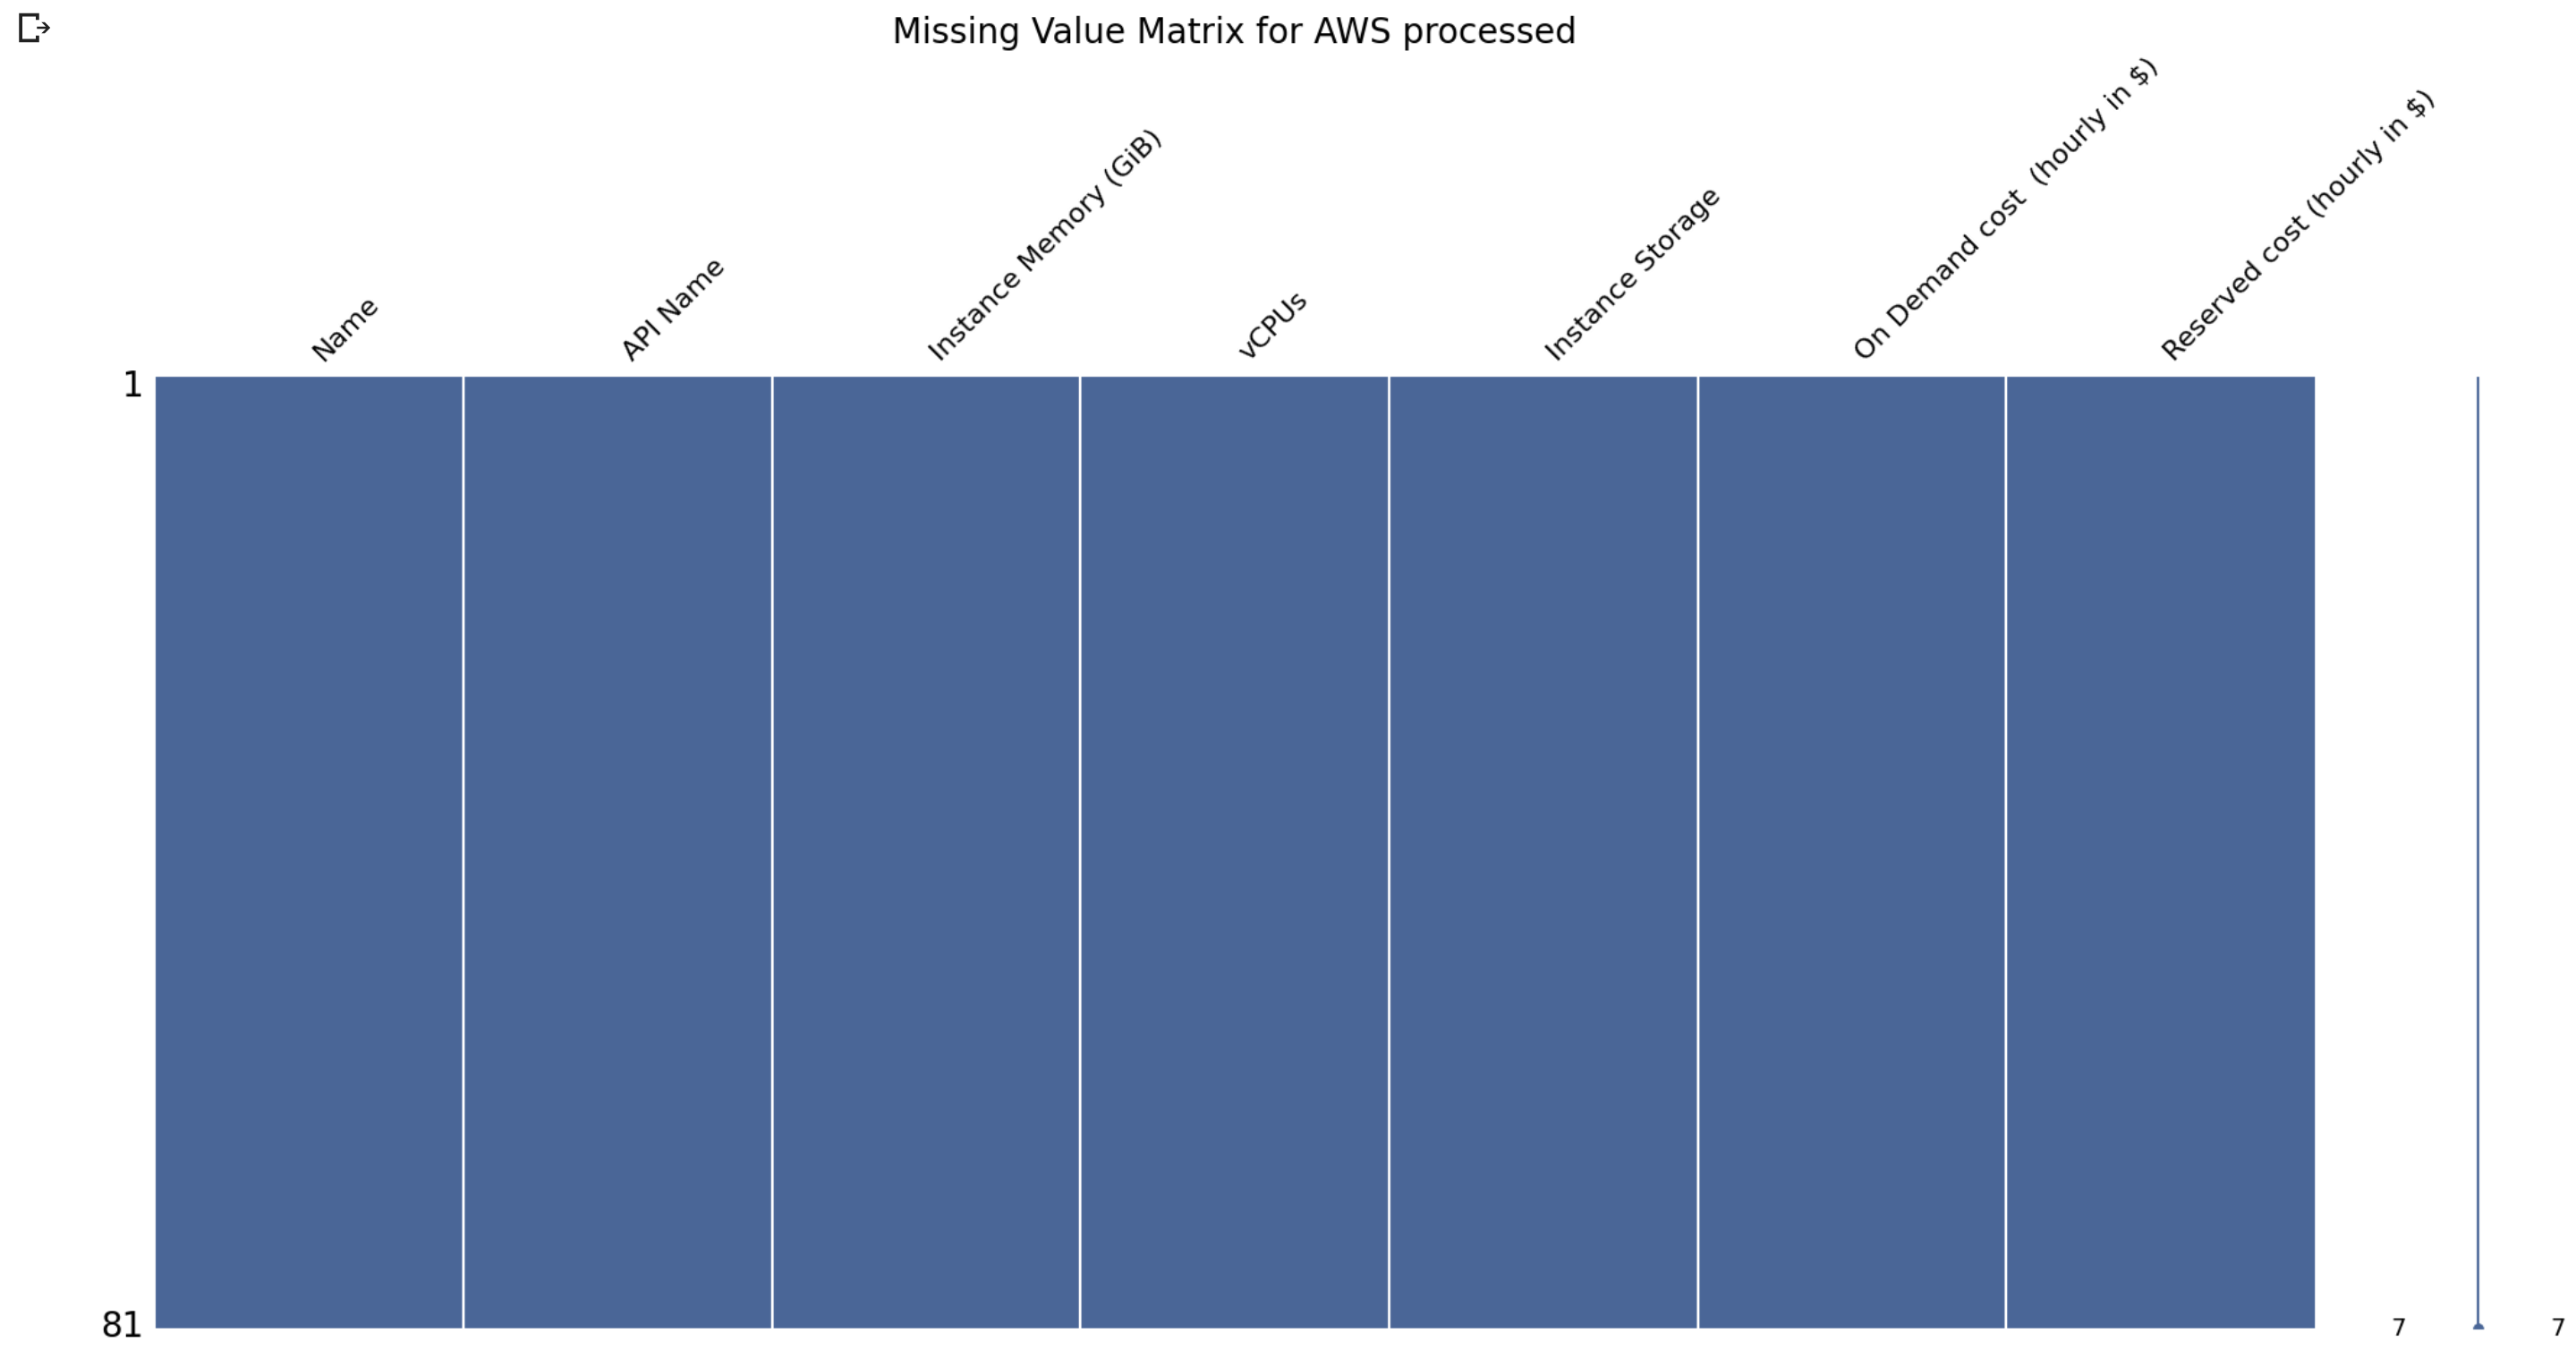 Missing Value Matrix for AWS processed
Name
API Name
Instance Memory (GiB)
vCPUs
Instance Storage
On Demand cost  (hourly in $)
Reserved cost (hourly in $)
1
81
7
7